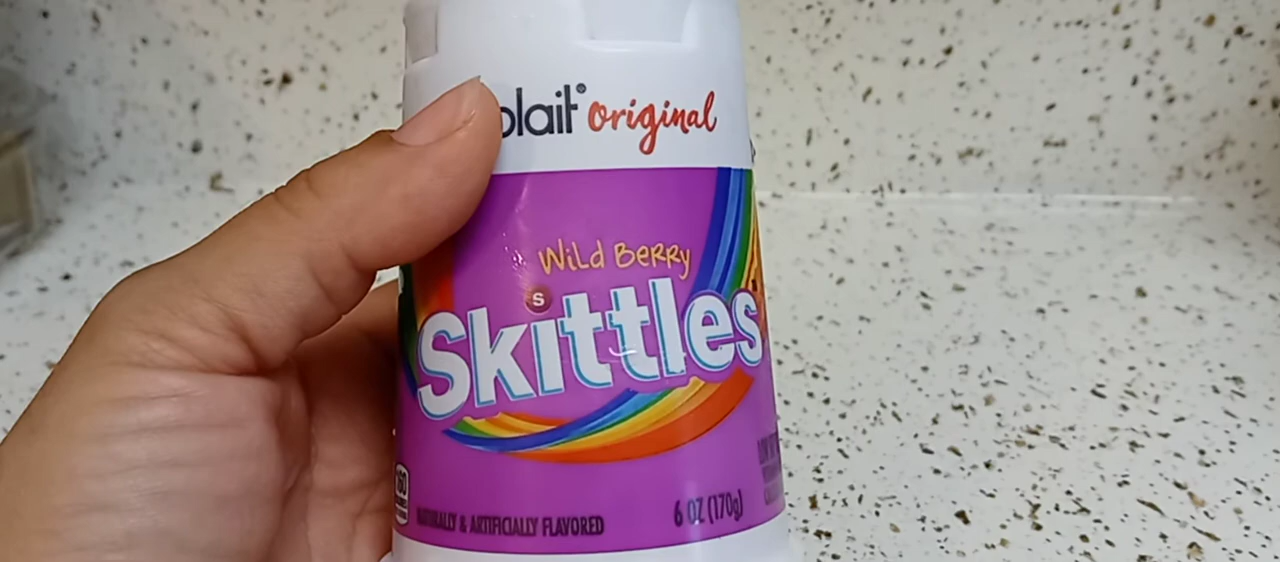 plait® original
Wild Berry
S
Skittles
NATURALLY & ARTIFICIALLY FLAVORED
6 OZ (170g)